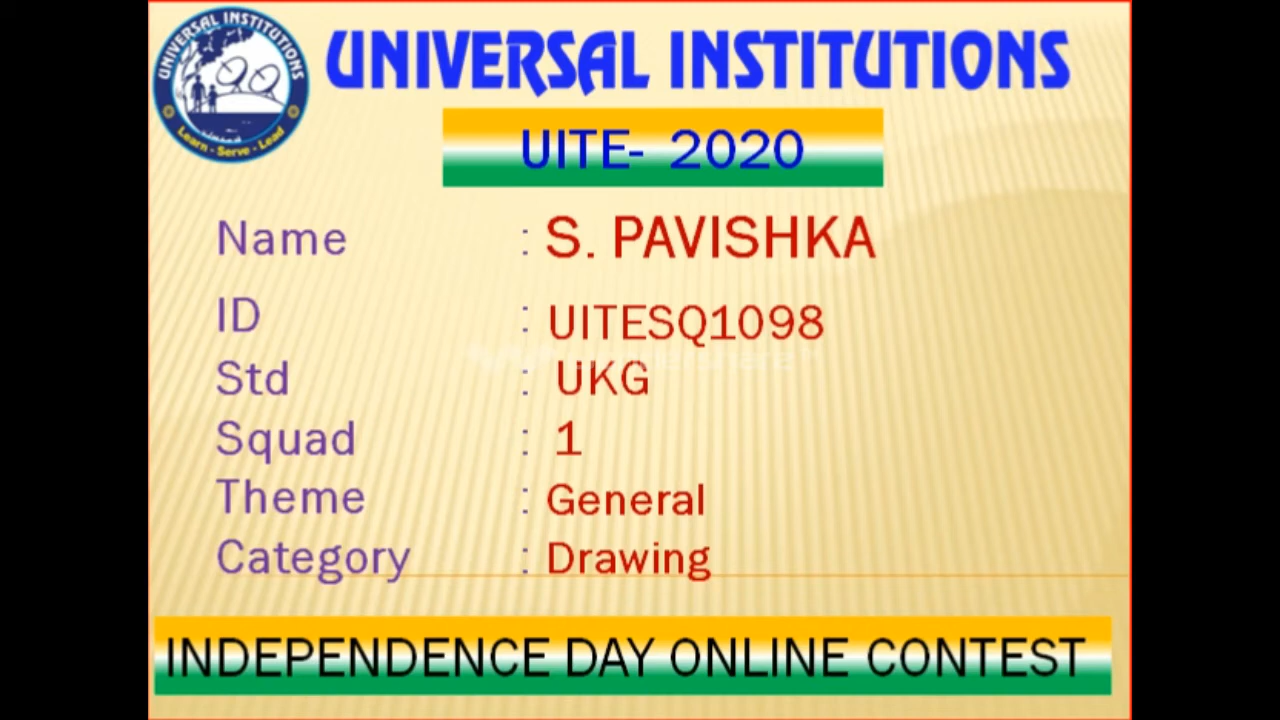 UNIVERSAL INSTITUTIONS
Learn - Serve - Lead
UNIVERSAL INSTITUTIONS
UITE- 2020
Name : S. PAVISHKA
ID : UITESQ1098
Std : UKG
Squad : 1
Theme : General
Category : Drawing
INDEPENDENCE DAY ONLINE CONTEST